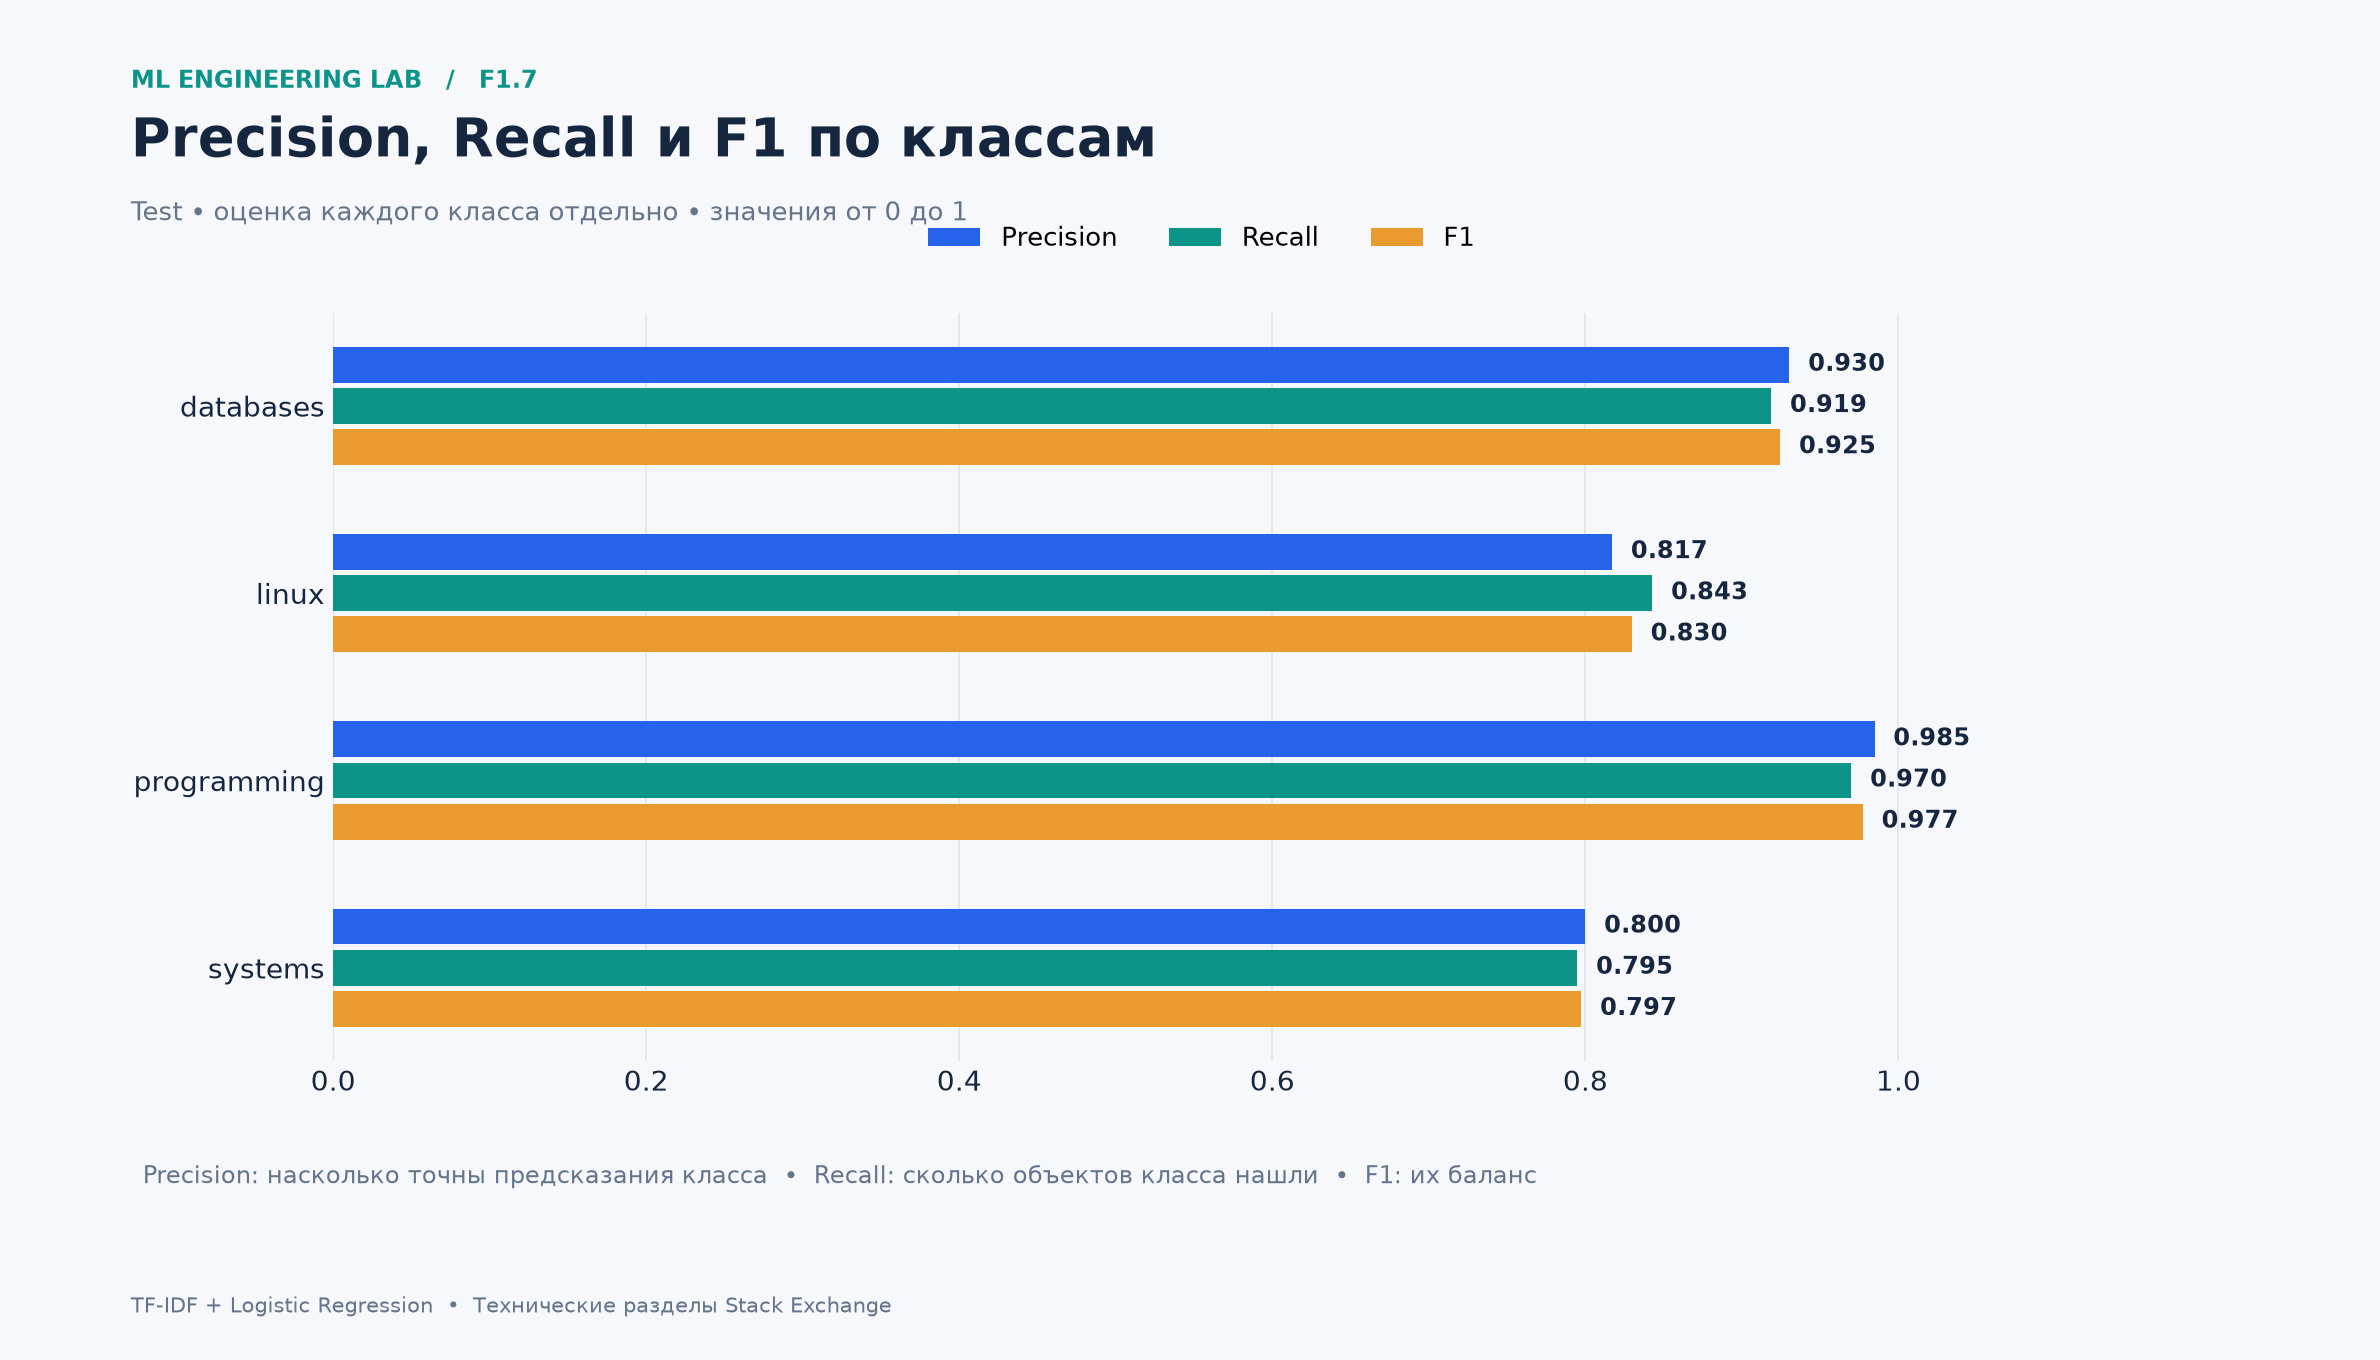 ML ENGINEERING LAB / F1.7
Precision, Recall и F1 по классам
Test • оценка каждого класса отдельно • значения от 0 до 1
Precision Recall F1
databases
0.930
0.919
0.925
linux
0.817
0.843
0.830
programming
0.985
0.970
0.977
systems
0.800
0.795
0.797
0.0 0.2 0.4 0.6 0.8 1.0
Precision: насколько точны предсказания класса • Recall: сколько объектов класса нашли • F1: их баланс
TF-IDF + Logistic Regression • Технические разделы Stack Exchange